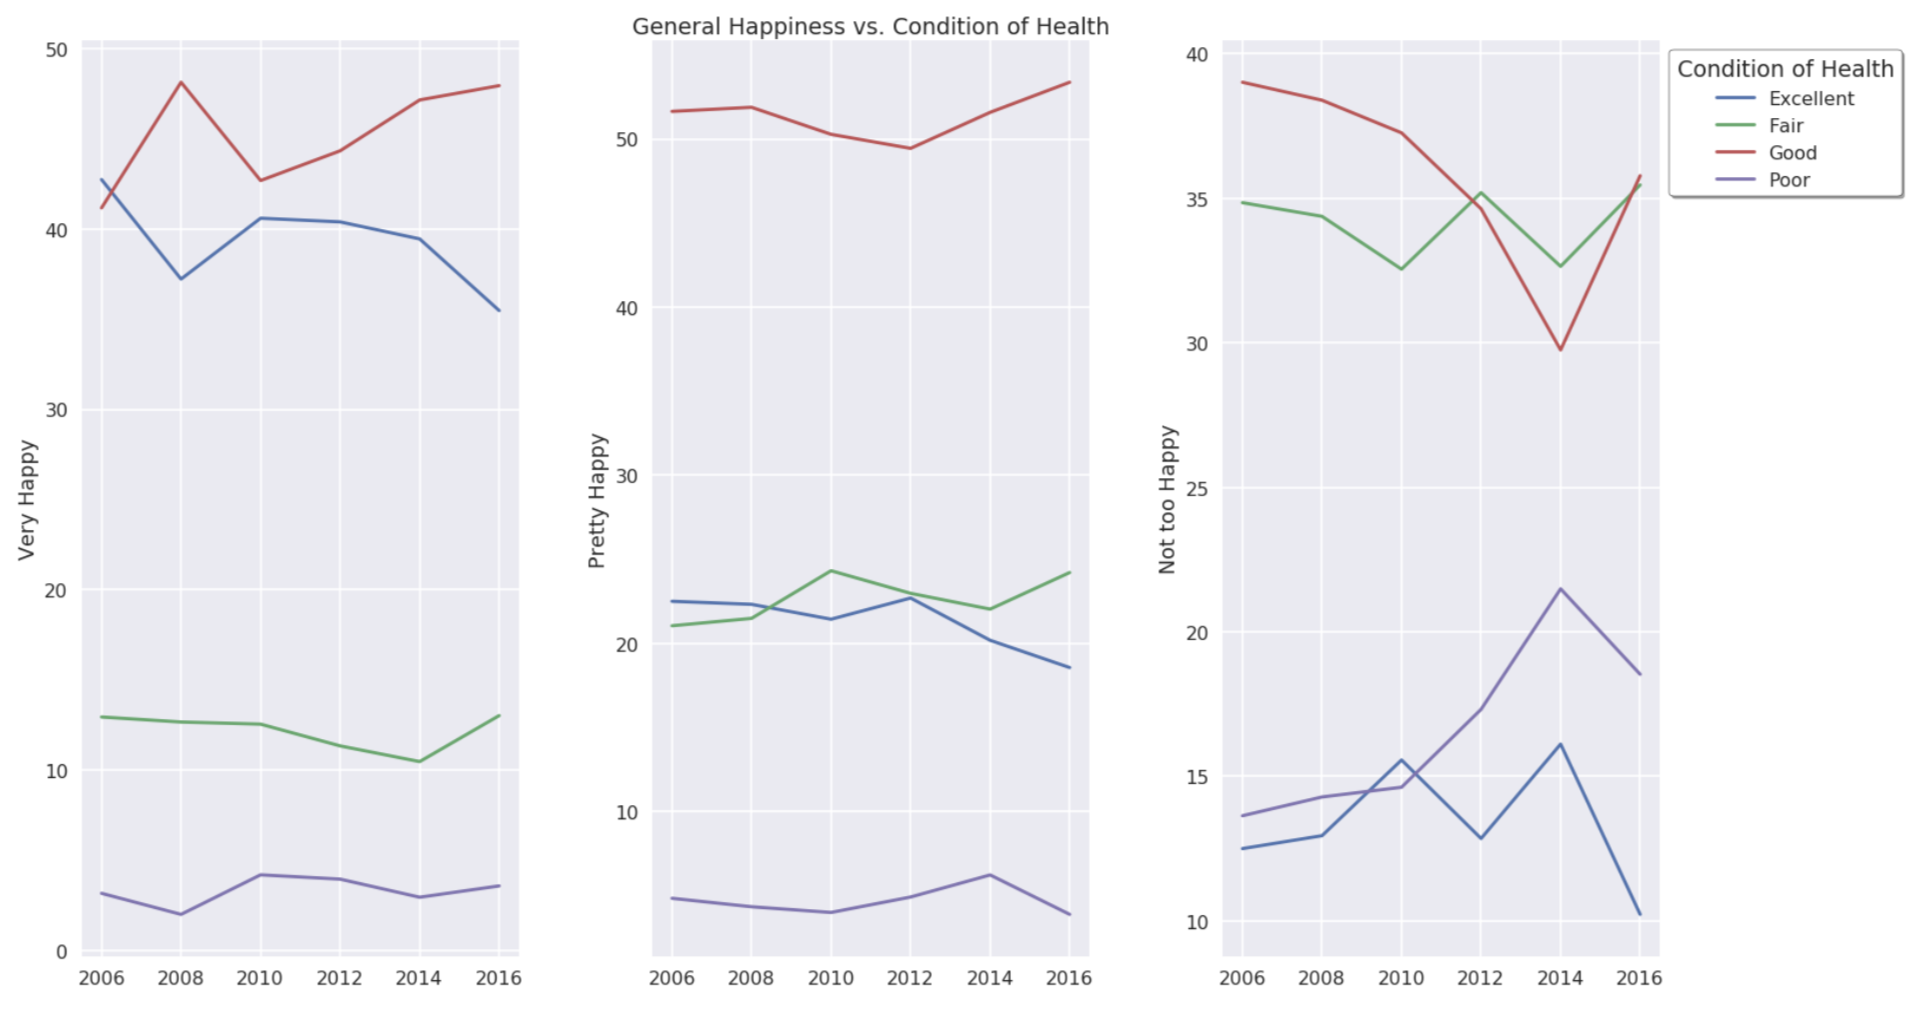 General Happiness vs. Condition of Health
Very Happy
50
40
30
20
10
0
2006 2008 2010 2012 2014 2016
Pretty Happy
50
40
30
20
10
2006 2008 2010 2012 2014 2016
Not too Happy
40
35
30
25
20
15
10
2006 2008 2010 2012 2014 2016
Condition of Health
Excellent
Fair
Good
Poor